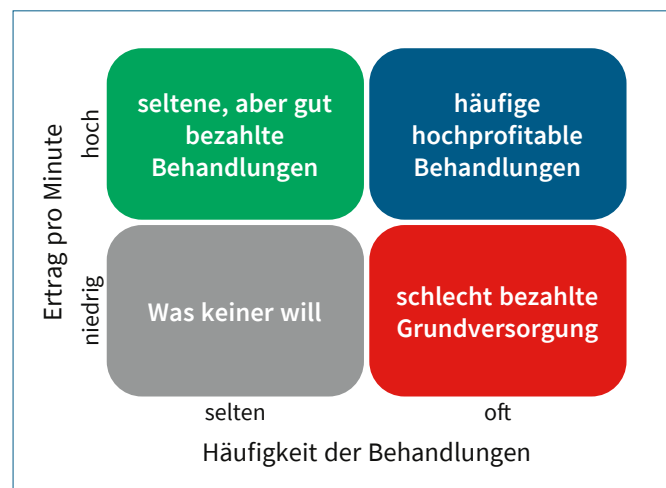 Ertrag pro Minute
hoch
niedrig
seltene, aber gut
bezahlte
Behandlungen
häufige
hochprofitable
Behandlungen
Was keiner will
schlecht bezahlte
Grundversorgung
selten
oft
Häufigkeit der Behandlungen